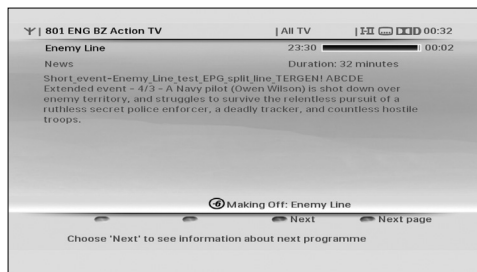 801 ENG BZ Action TV | All TV | I-II 00:32
Enemy Line 23:30 00:02
News Duration: 32 minutes
Short_event=Enemy_Line_test_EPG_split_line_TERGEN! ABCDE
Extended event - 4/3 - A Navy pilot (Owen Wilson) is shot down over
enemy territory, and struggles to survive the relentless pursuit of a
ruthless secret police enforcer, a deadly tracker, and countless hostile
troops.
Making Off: Enemy Line
Next Next page
Choose 'Next' to see information about next programme